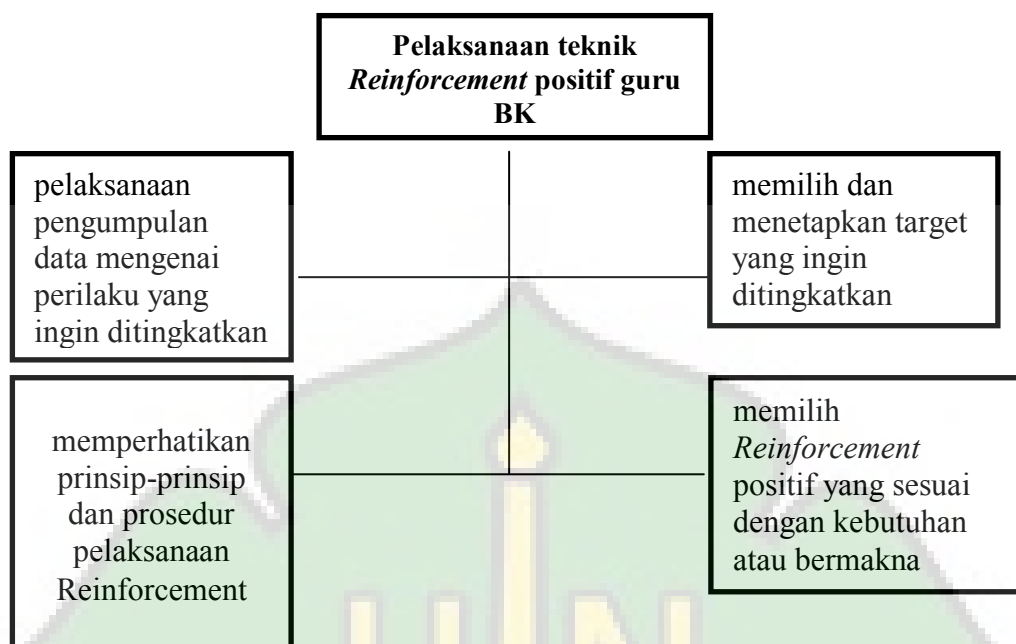 Pelaksanaan teknik
Reinforcement positif guru
BK
pelaksanaan
pengumpulan
data mengenai
perilaku yang
ingin ditingkatkan
memilih dan
menetapkan target
yang ingin
ditingkatkan
memperhatikan
prinsip-prinsip
dan prosedur
pelaksanaan
Reinforcement
memilih
Reinforcement
positif yang sesuai
dengan kebutuhan
atau bermakna